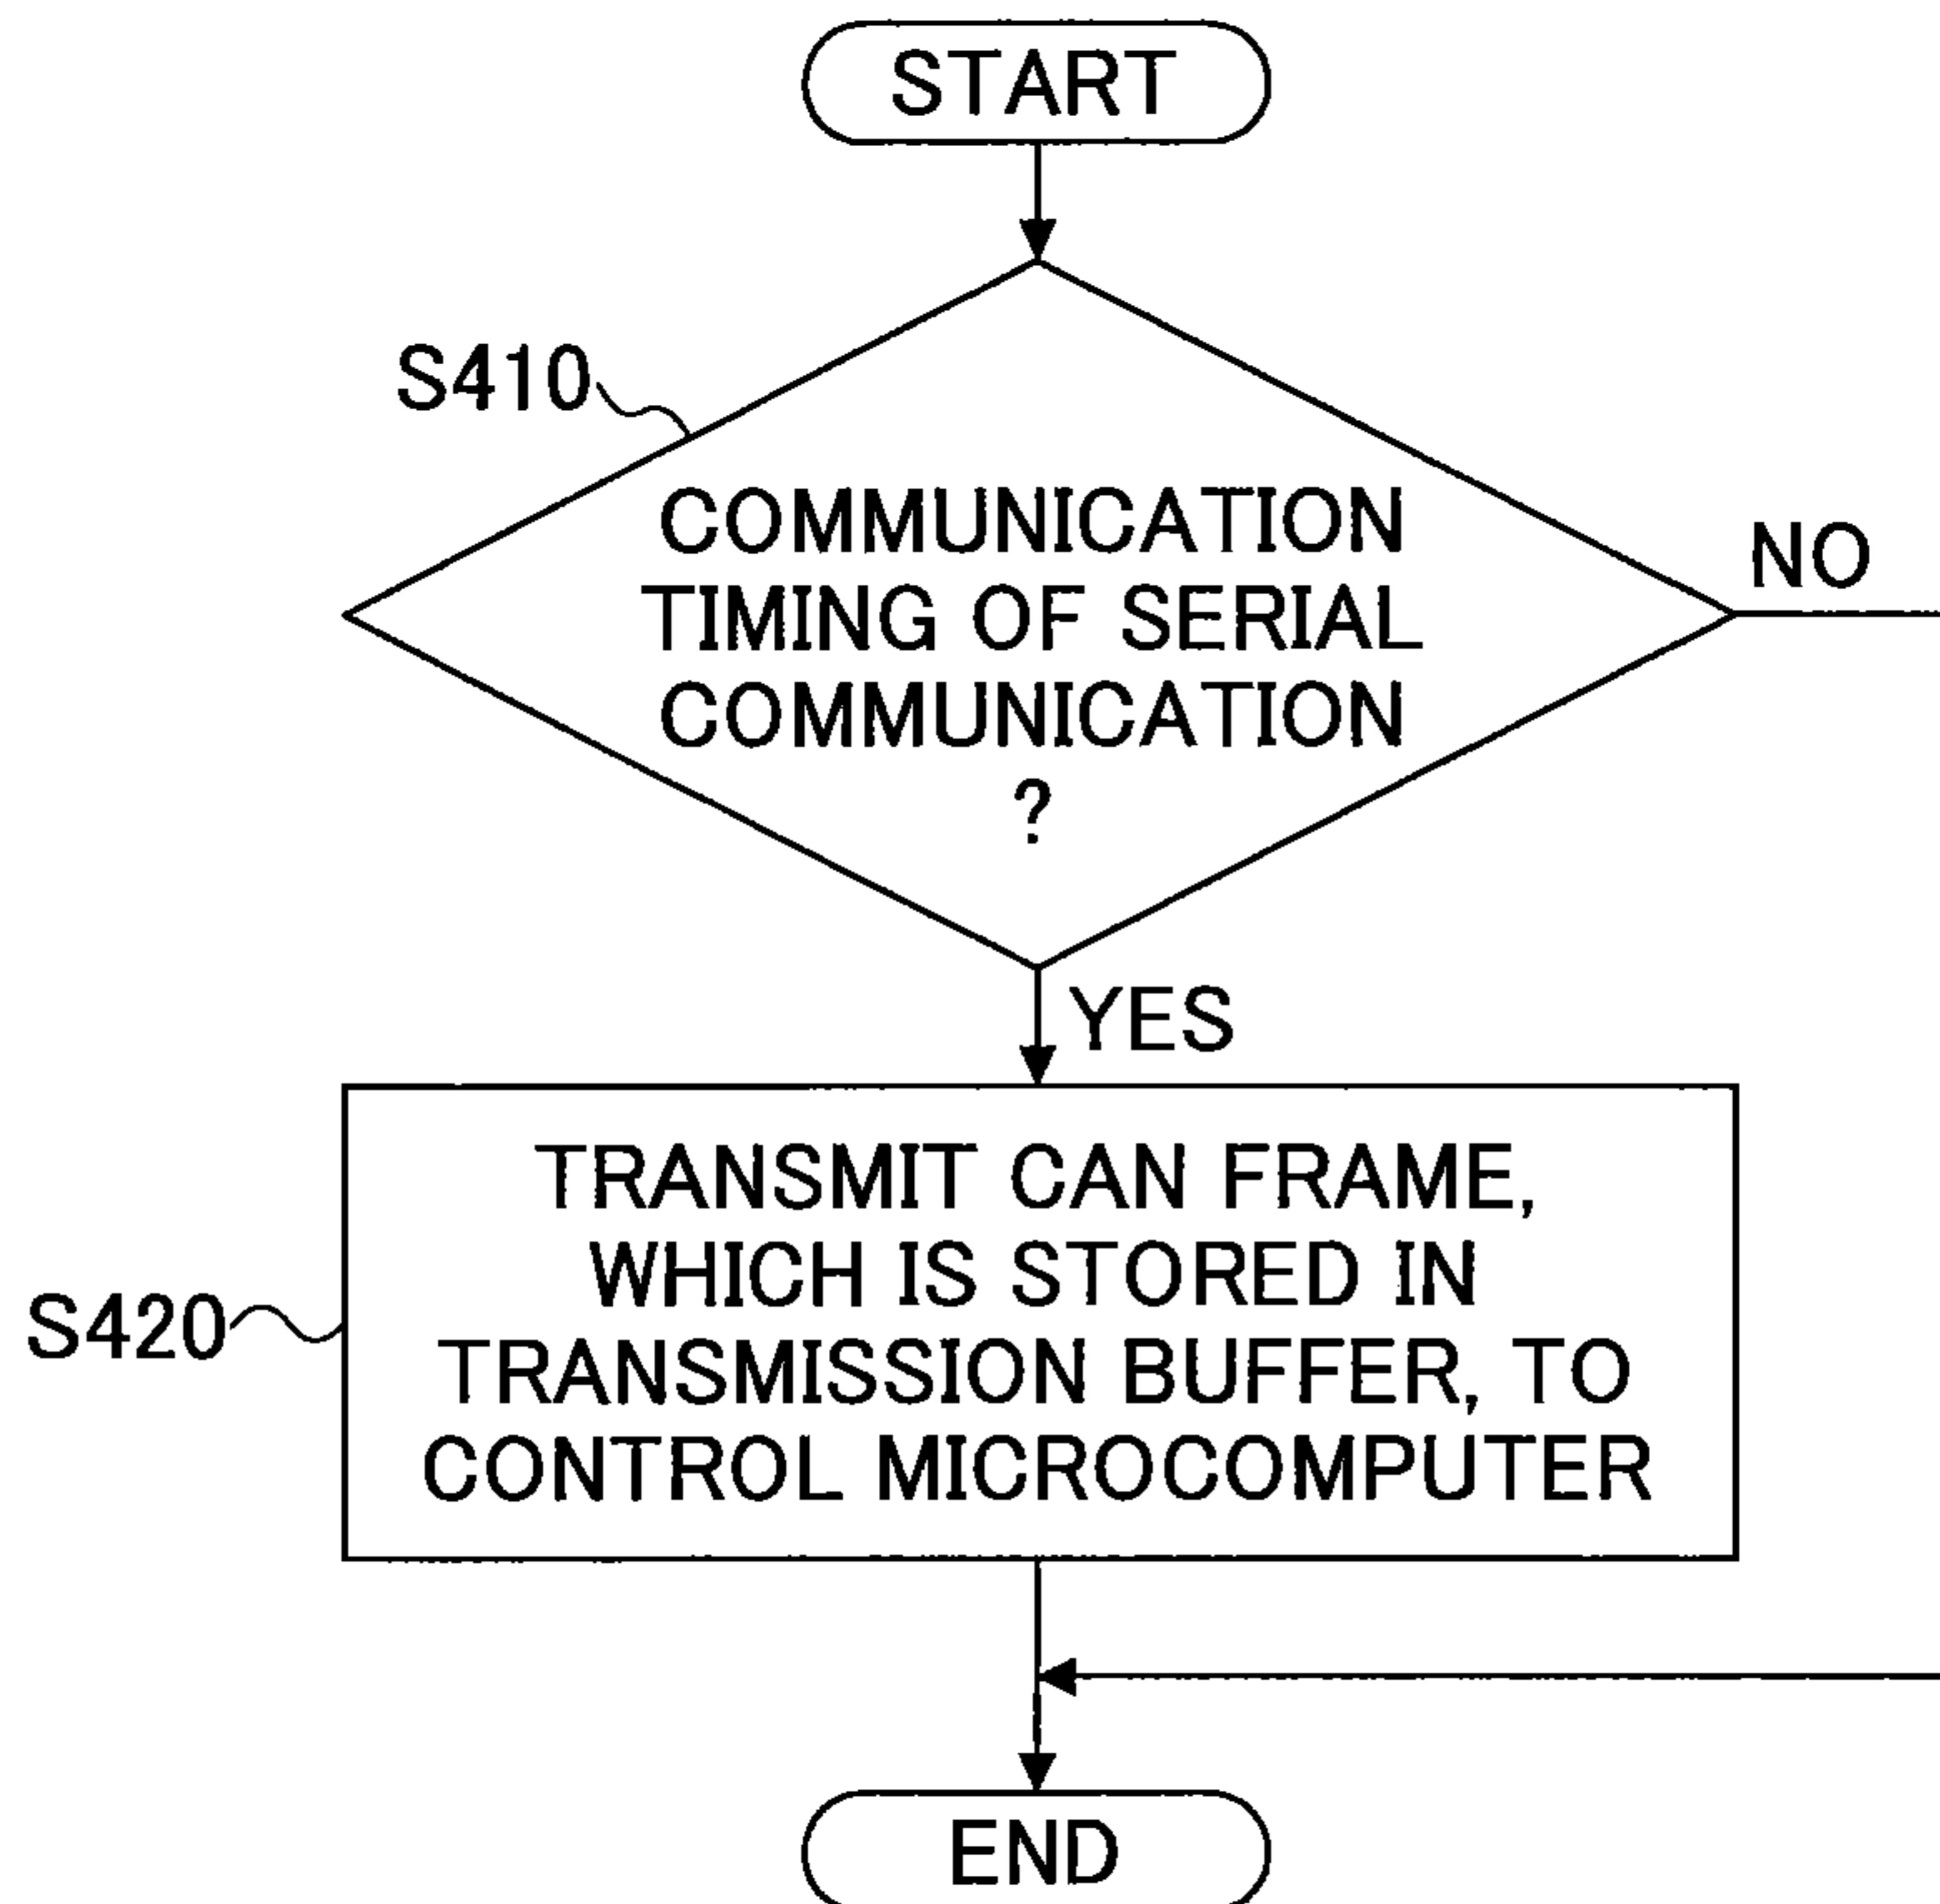 START
S410
COMMUNICATION
TIMING OF SERIAL
COMMUNICATION
?
NO
YES
TRANSMIT CAN FRAME,
WHICH IS STORED IN
TRANSMISSION BUFFER, TO
CONTROL MICROCOMPUTER
S420
END